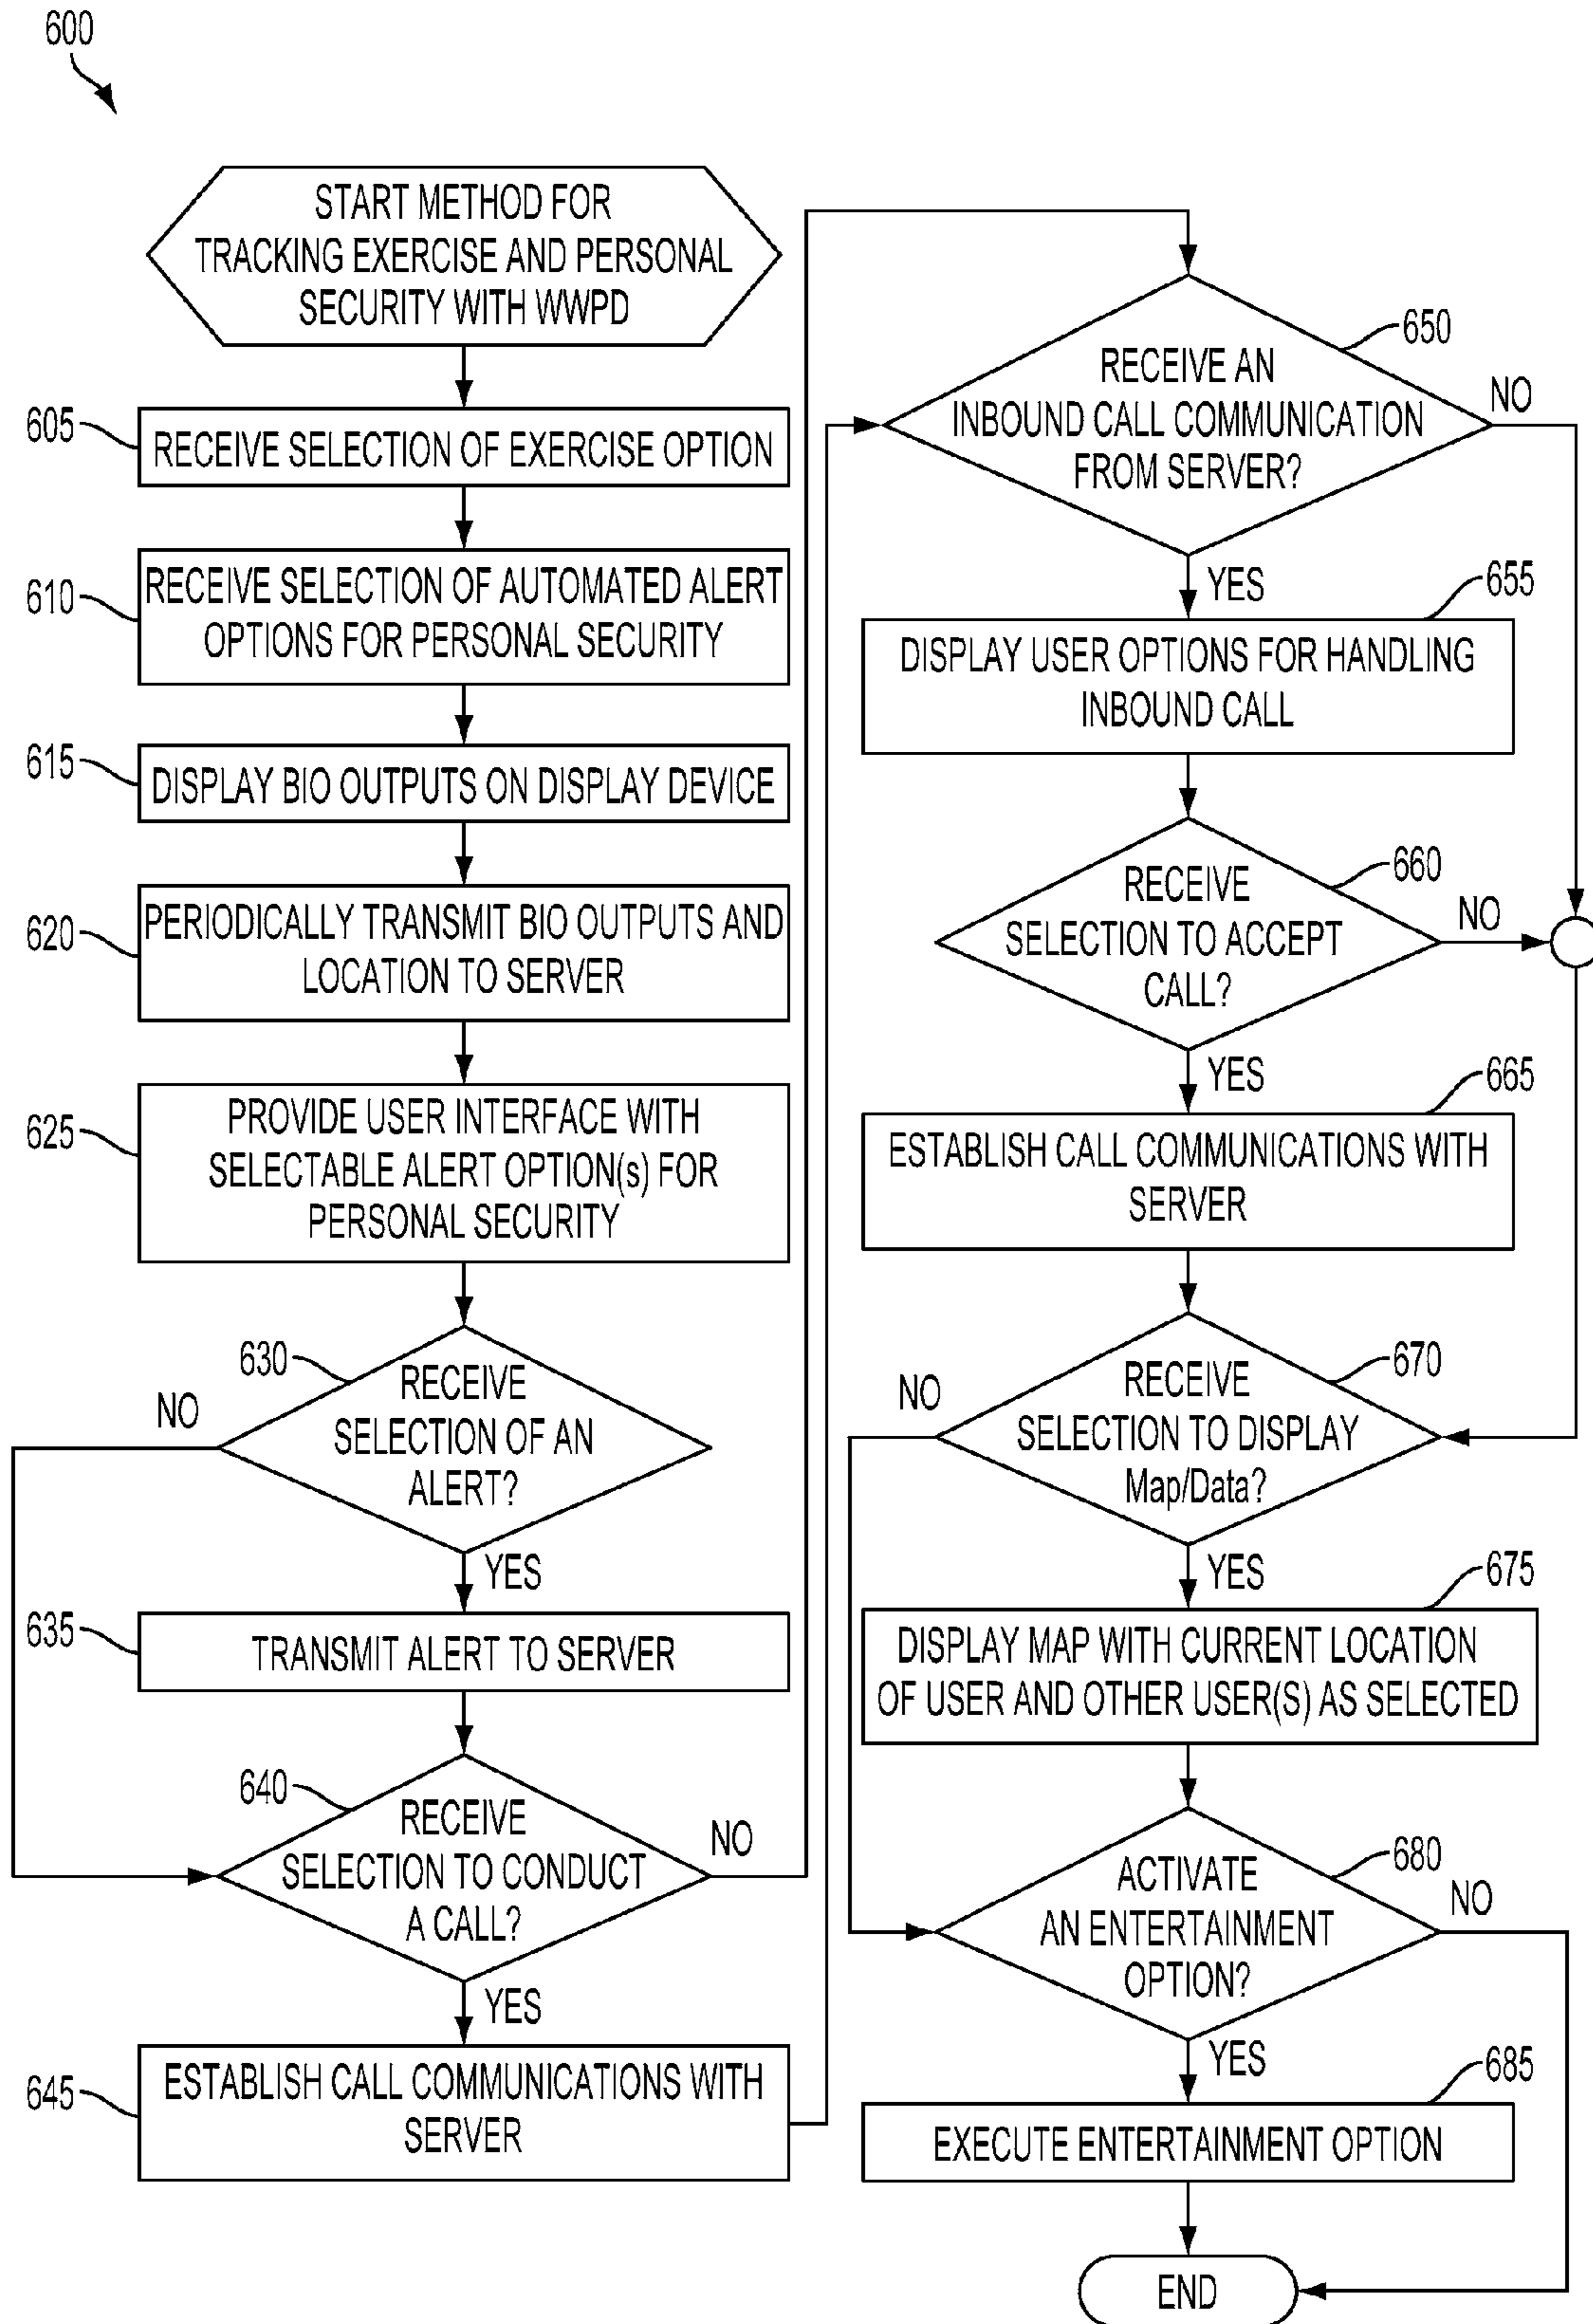 600
START METHOD FOR
TRACKING EXERCISE AND PERSONAL
SECURITY WITH WWPD
605
RECEIVE SELECTION OF EXERCISE OPTION
610
RECEIVE SELECTION OF AUTOMATED ALERT
OPTIONS FOR PERSONAL SECURITY
615
DISPLAY BIO OUTPUTS ON DISPLAY DEVICE
620
PERIODICALLY TRANSMIT BIO OUTPUTS AND
LOCATION TO SERVER
625
PROVIDE USER INTERFACE WITH
SELECTABLE ALERT OPTION(s) FOR
PERSONAL SECURITY
630
RECEIVE
SELECTION OF AN
ALERT?
NO
YES
635
TRANSMIT ALERT TO SERVER
640
RECEIVE
SELECTION TO CONDUCT
A CALL?
NO
YES
645
ESTABLISH CALL COMMUNICATIONS WITH
SERVER
650
RECEIVE AN
INBOUND CALL COMMUNICATION
FROM SERVER?
NO
YES
655
DISPLAY USER OPTIONS FOR HANDLING
INBOUND CALL
660
RECEIVE
SELECTION TO ACCEPT
CALL?
NO
YES
665
ESTABLISH CALL COMMUNICATIONS WITH
SERVER
670
RECEIVE
SELECTION TO DISPLAY
Map/Data?
NO
YES
675
DISPLAY MAP WITH CURRENT LOCATION
OF USER AND OTHER USER(S) AS SELECTED
680
ACTIVATE
AN ENTERTAINMENT
OPTION?
NO
YES
685
EXECUTE ENTERTAINMENT OPTION
END